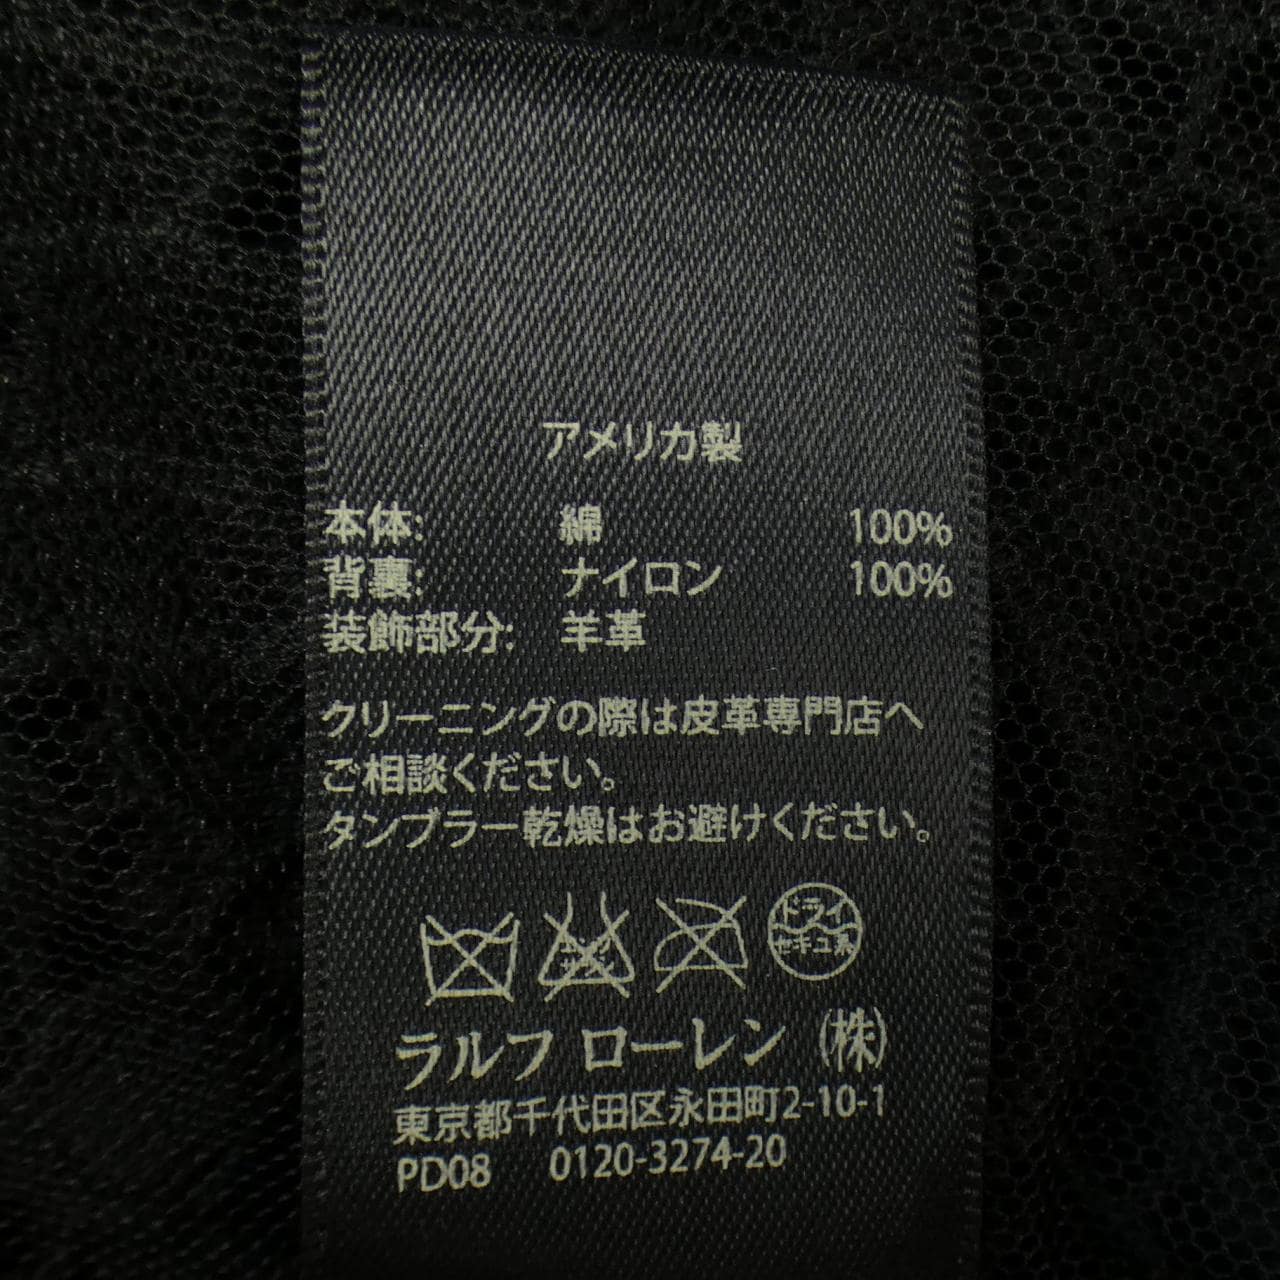 アメリカ製
本体: 綿 100%
背裏: ナイロン 100%
装飾部分: 羊革
クリーニングの際は皮革専門店へ
ご相談ください。
タンブラー乾燥はお避けください。
ドライ
セキユ系
ラルフ ローレン (株)
東京都千代田区永田町2-10-1
PD08 0120-3274-20